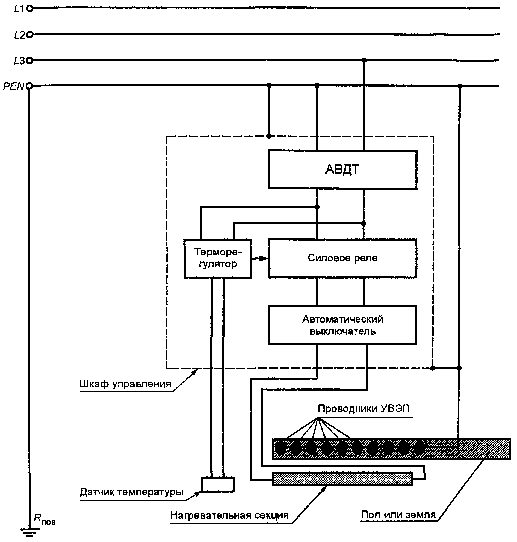 L1
L2
L3
PEN
АВДТ
Терморе-
гулятор
Силовое реле
Автоматический
выключатель
Шкаф управления
Проводники УВЭП
Датчик температуры
Нагревательная секция
Пол или земля
Rпов